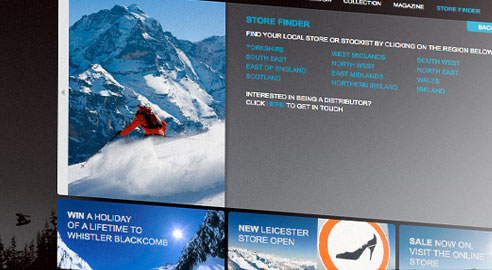 COLLECTION MAGAZINE STORE FINDER
STORE FINDER
BACK
FIND YOUR LOCAL STORE OR STOCKIST BY CLICKING ON THE REGION BELOW
YORKSHIRE WEST MIDLANDS SOUTH WEST
SOUTH EAST NORTH WEST NORTH EAST
EAST OF ENGLAND EAST MIDLANDS WALES
SCOTLAND NORTHERN IRELAND IRELAND
INTERESTED IN BEING A DISTRIBUTOR?
CLICK HERE TO GET IN TOUCH
WIN A HOLIDAY
OF A LIFETIME TO
WHISTLER BLACKCOMB
NEW LEICESTER
STORE OPEN
SALE NOW ON,
VISIT THE ONLINE
STORE